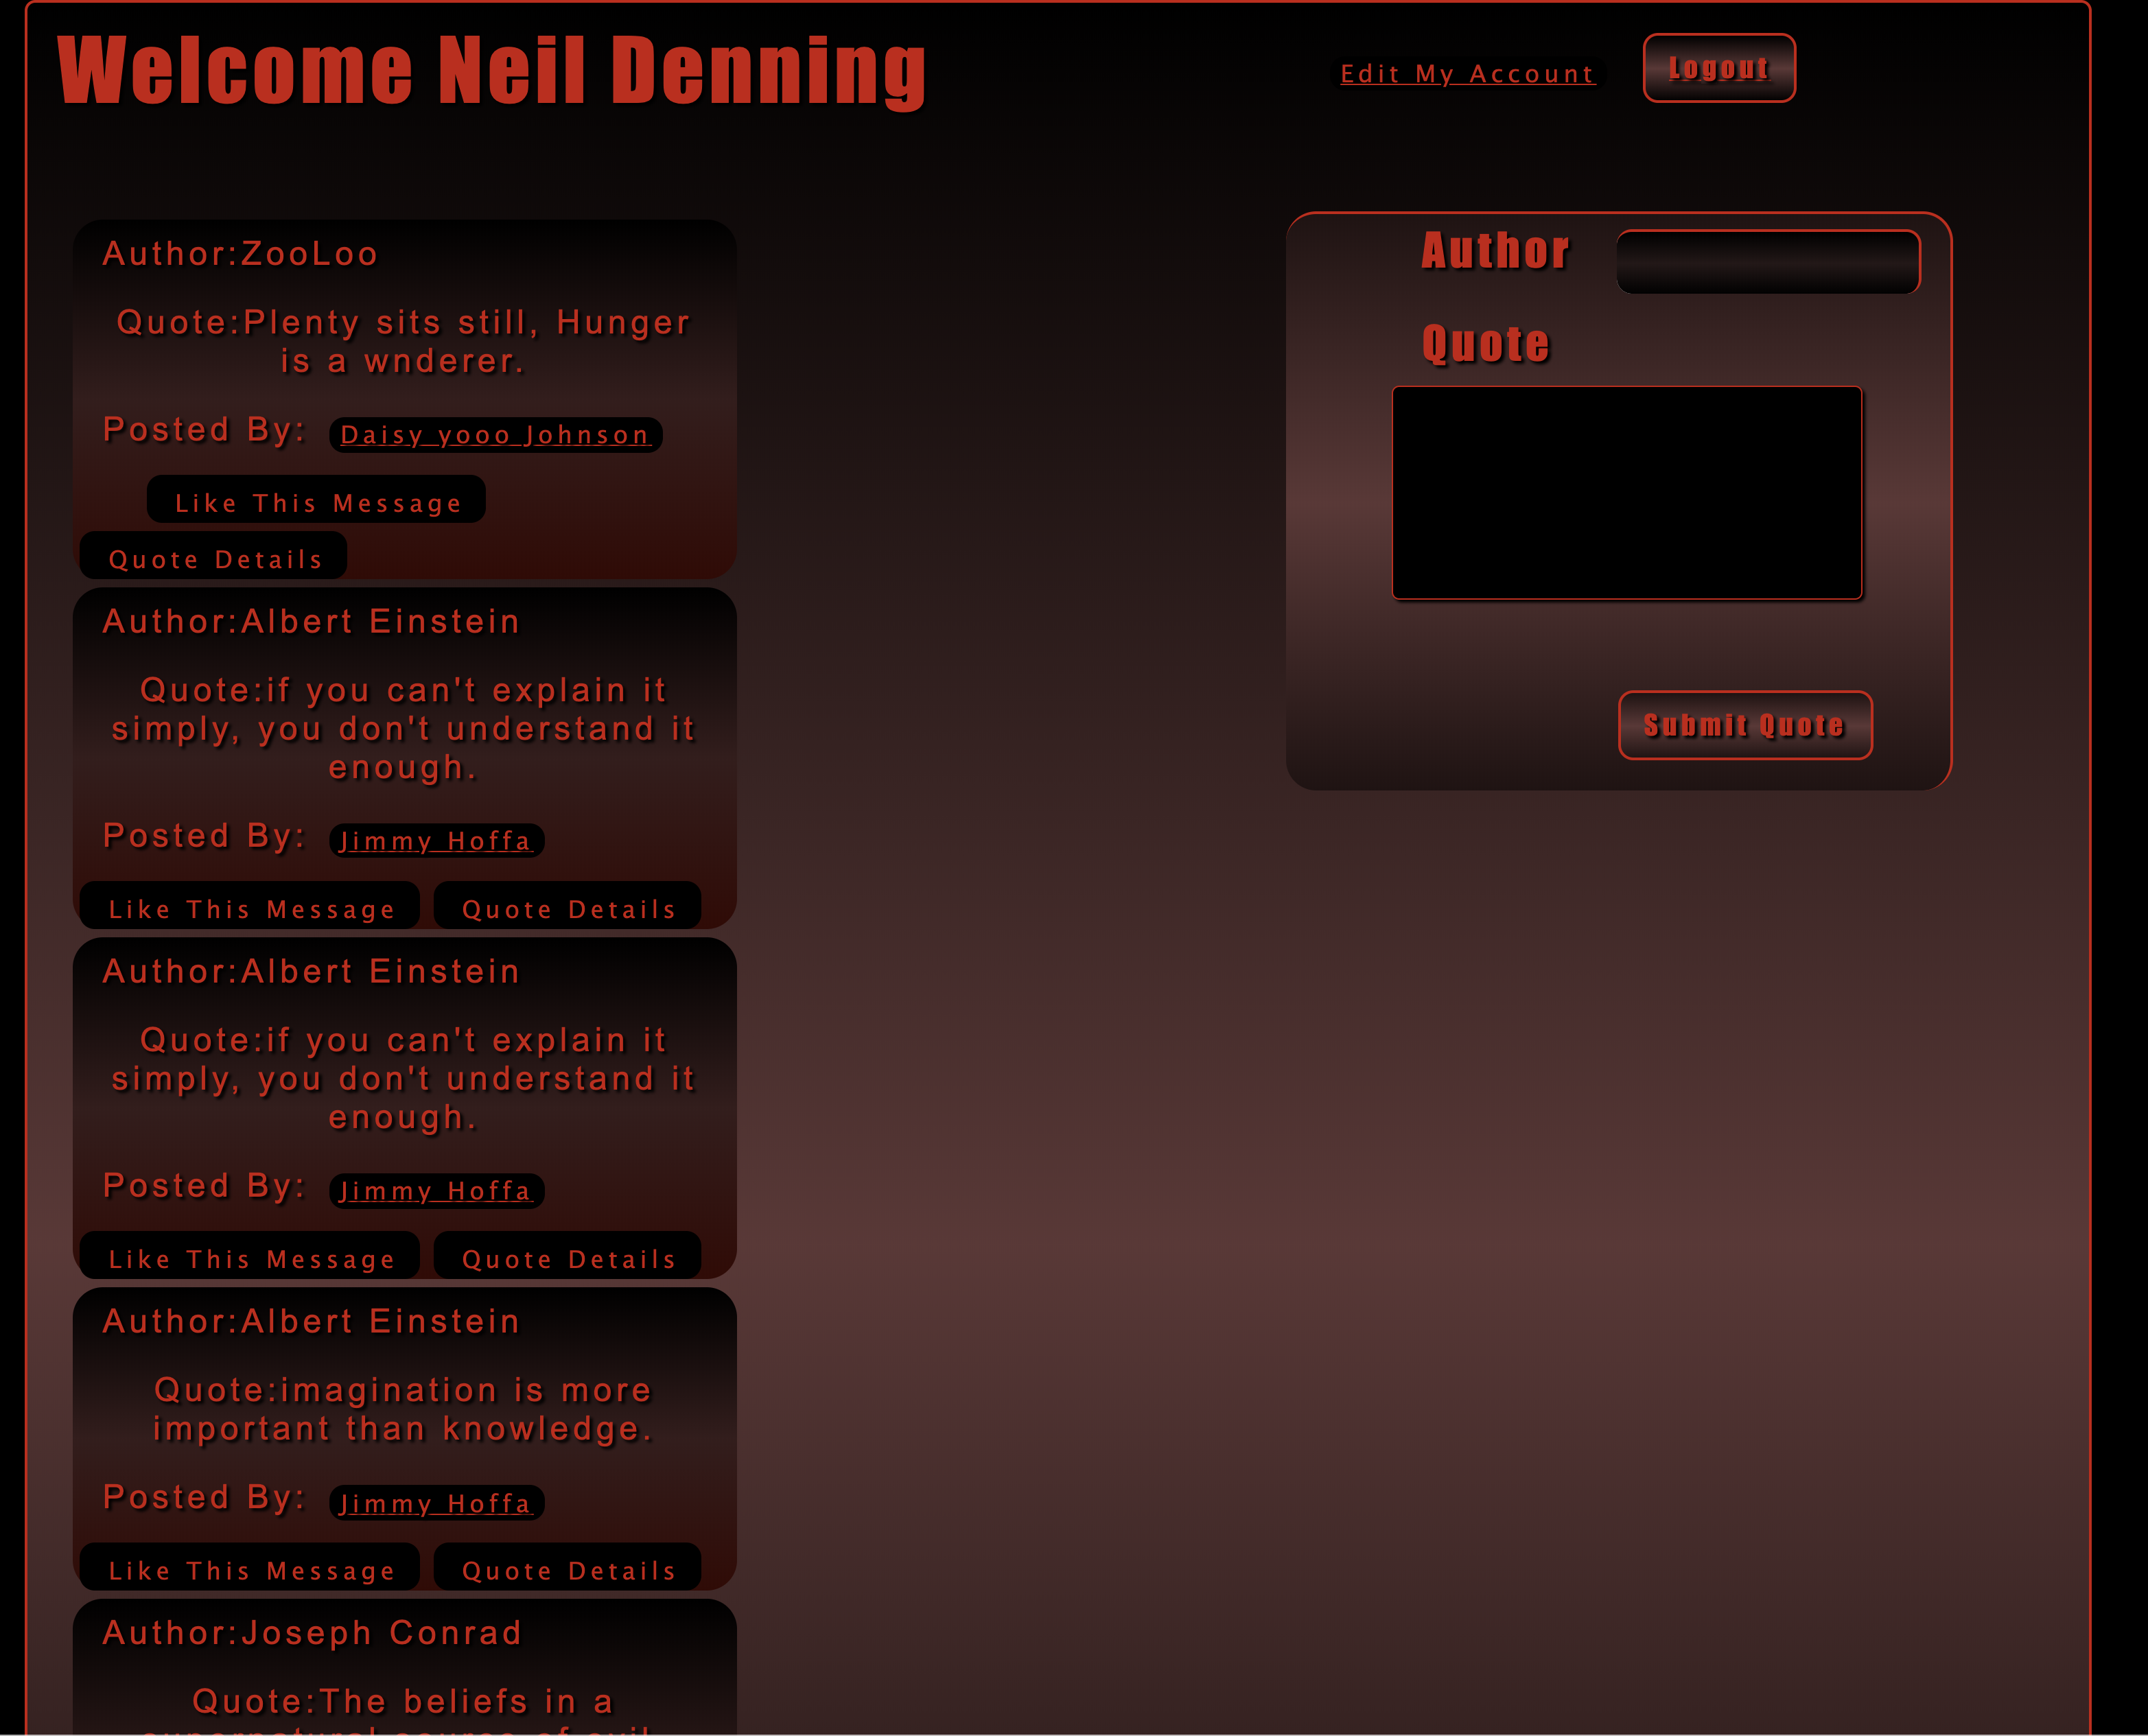 Welcome Neil Denning
Edit My Account
Logout
Author:ZooLoo
Quote:Plenty sits still, Hunger
is a wnderer.
Posted By: Daisy yooo Johnson
Like This Message
Quote Details
Author:Albert Einstein
Quote:if you can't explain it
simply, you don't understand it
enough.
Posted By: Jimmy Hoffa
Like This Message Quote Details
Author:Albert Einstein
Quote:if you can't explain it
simply, you don't understand it
enough.
Posted By: Jimmy Hoffa
Like This Message Quote Details
Author:Albert Einstein
Quote:imagination is more
important than knowledge.
Posted By: Jimmy Hoffa
Like This Message Quote Details
Author:Joseph Conrad
Quote:The beliefs in a
supernatural source of evil
Author
Quote
Submit Quote